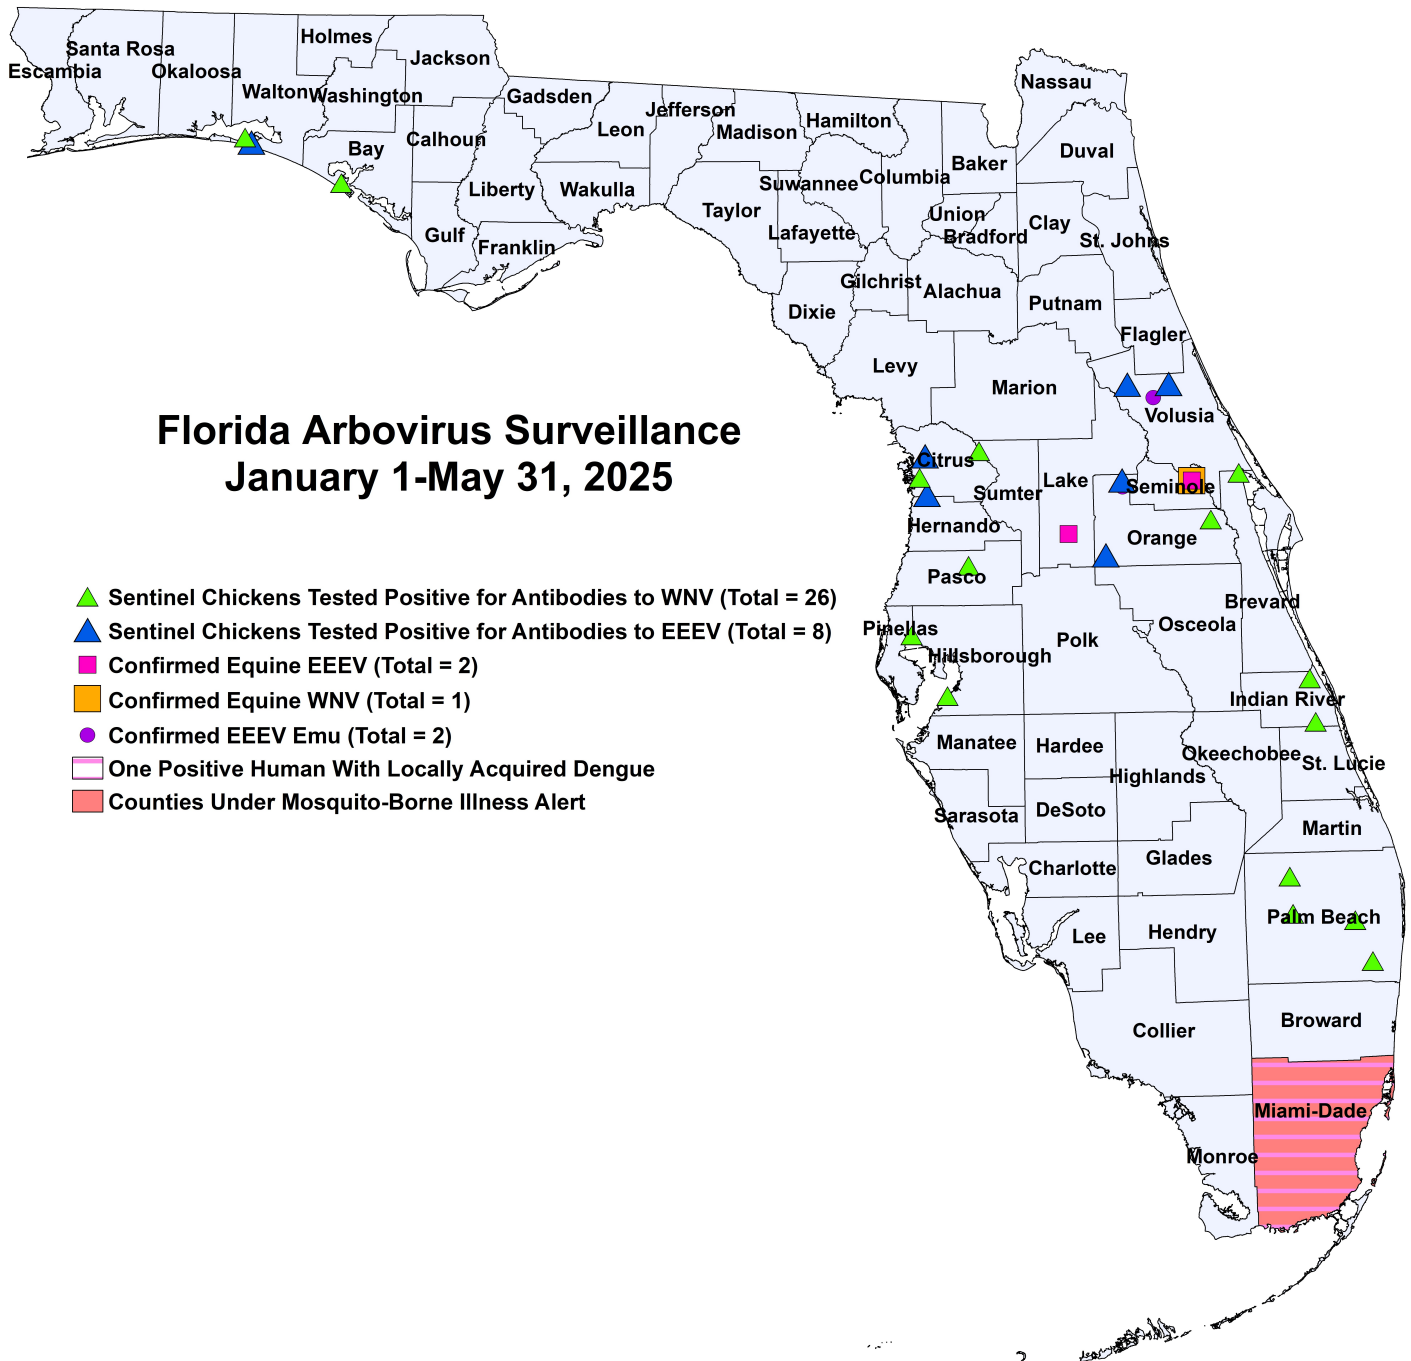 Holmes
Santa Rosa
Jackson
Escambia
Okaloosa
Nassau
Walton
Washington
Gadsden
Jefferson
Hamilton
Leon
Madison
Calhoun
Bay
Duval
Baker
Columbia
Suwannee
Liberty
Wakulla
Taylor
Union
Clay
Lafayette
Gulf
Bradford
St. Johns
Franklin
Gilchrist
Alachua
Putnam
Dixie
Flagler
Levy
Marion
Volusia
Florida Arbovirus Surveillance
January 1-May 31, 2025
Citrus
Lake
Seminole
Sumter
Hernando
Orange
Pasco
Sentinel Chickens Tested Positive for Antibodies to WNV (Total = 26)
Brevard
Osceola
Pinellas
Sentinel Chickens Tested Positive for Antibodies to EEEV (Total = 8)
Polk
Hillsborough
Confirmed Equine EEEV (Total = 2)
Confirmed Equine WNV (Total = 1)
Indian River
Confirmed EEEV Emu (Total = 2)
Manatee
Hardee
Okeechobee
St. Lucie
One Positive Human With Locally Acquired Dengue
Highlands
Counties Under Mosquito-Borne Illness Alert
DeSoto
Sarasota
Martin
Glades
Charlotte
Palm Beach
Hendry
Lee
Broward
Collier
Miami-Dade
Monroe